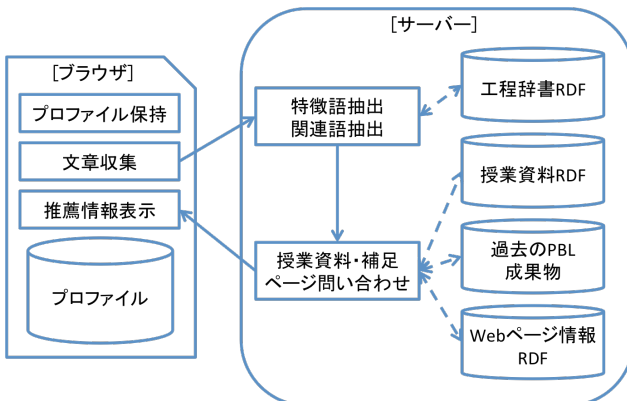 [サーバー]
[ブラウザ]
プロファイル保持
文章収集
推薦情報表示
プロファイル
特徴語抽出
関連語抽出
授業資料・補足
ページ問い合わせ
工程辞書RDF
授業資料RDF
過去のPBL
成果物
Webページ情報
RDF